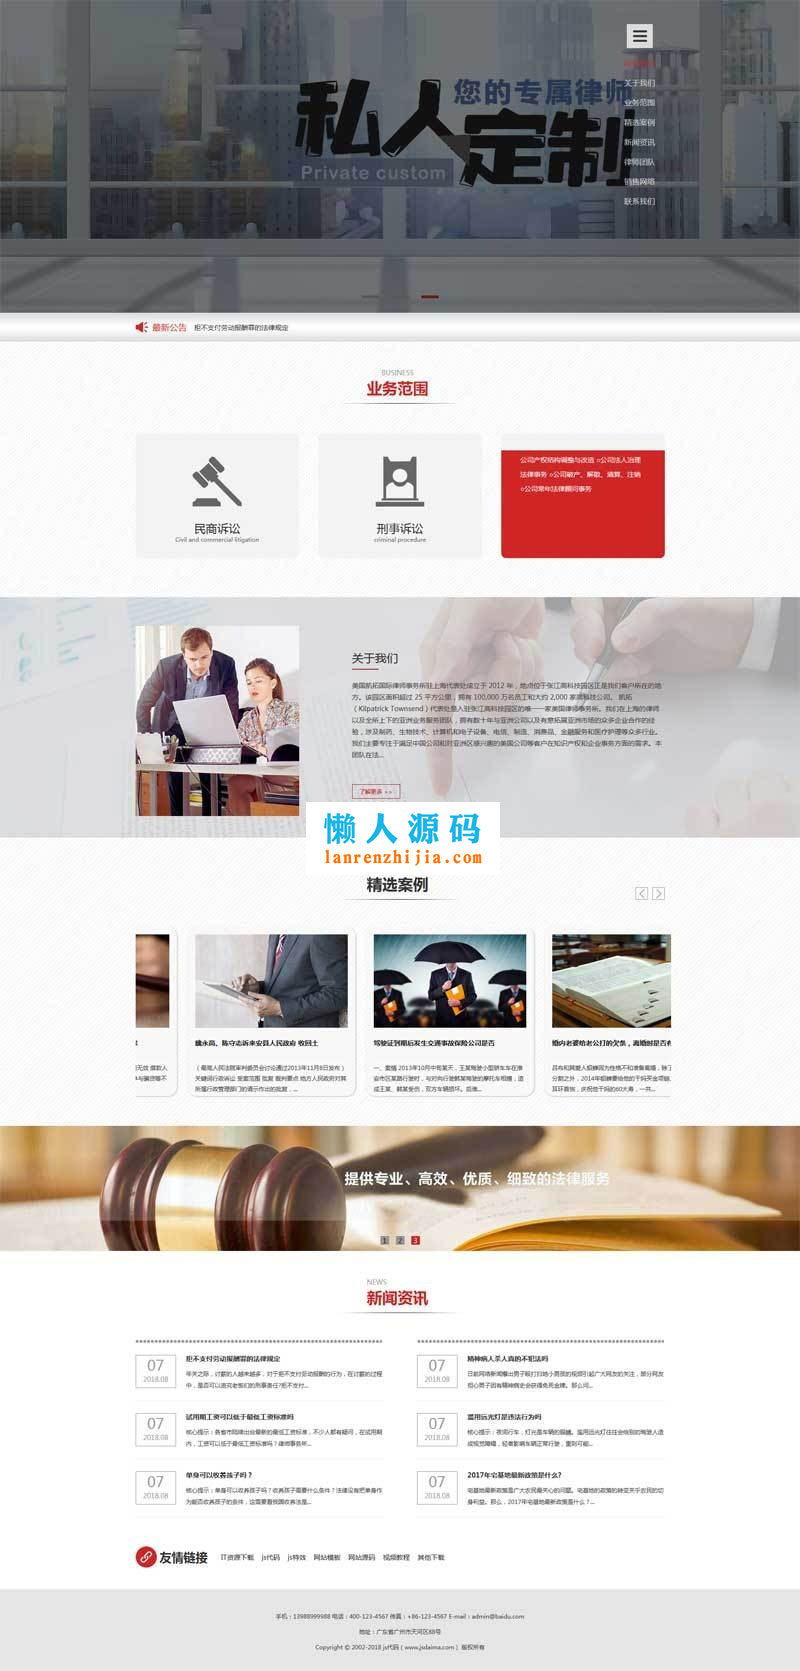 您的专属律师
私人定制
Private custom
关于我们
业务范围
精选案例
新闻资讯
律师团队
销售网络
联系我们
最新公告 拒不支付劳动报酬罪的法律规定
BUSINESS
业务范围
民商诉讼
Civil and commercial litigation
刑事诉讼
criminal procedure
公司产权结构调整与改造 ○公司法人治理
法律事务 ○公司破产、解散、清算、注销
○公司常年法律顾问事务
关于我们
美国凯拓国际律师事务所驻上海代表处成立于 2012 年，地点位于张江高科技园区正是我们客户所在的地
方。该园区面积超过 25 平方公里，拥有 100,000 万名员工和大约 2,000 家高科技公司。 凯拓
（Kilpatrick Townsend）代表处是入驻张江高科技园区的唯一一家美国律师事务所。我们在上海的律师
以及全所上下的亚洲业务服务团队，拥有数十年与亚洲公司以及有意拓展亚洲市场的众多企业合作的经
验，涉及制药、生物技术、计算机和电子设备、电信、制造、消费品、金融服务和医疗护理等众多行业。
我们主要专注于满足中国公司和对亚洲区感兴趣的美国公司等客户在知识产权和企业事务方面的需求。本
团队在法...
了解更多 >>
懒人源码
lanrenzhijia.com
精选案例
魏永高、陈守志诉来安县人民政府 收回土
（最高人民法院审判委员会讨论通过2013年11月8日发布）
关键词行政诉讼 受案范围 批复 裁判要点 地方人民政府对其
所属行政管理部门的请示作出的批复，...
驾驶证到期后发生交通事故保险公司是否
一、案情 2013年10月中旬某天，王某驾驶小型轿车车在淮
安市区某路行驶时，与对向行驶韩某驾驶的摩托车相撞，造
成王某、韩某受伤，双方车辆损坏。后淮...
婚内老婆给老公打的欠条，离婚时是否有
吕布和其爱人貂蝉因为性格不和准备离婚，除了
分割之外，2014年貂蝉要给他的干妈买金项链、
耳环喜祝，庆祝他干妈的60大寿，一共...
提供专业、高效、优质、细致的法律服务
1 2 3
NEWS
新闻资讯
07
2018.08
拒不支付劳动报酬罪的法律规定
年关之际，讨薪的人越来越多，对于拒不支付劳动报酬的行为，在讨薪的过程
中，是否可以追究老板们的刑事责任?拒不支付...
07
2018.08
精神病人杀人真的不犯法吗
日前网络新闻爆出男子殴打扫地小男孩的视频引起广大网友的关注，部分网友
担心男子因有精神病史会获得免死金牌。那么问...
07
2018.08
试用期工资可以低于最低工资标准吗
核心提示：各省市陆续出台最新的最低工资标准，不少人都有疑问，在试用期
内，工资可以低于最低工资标准吗？律师事务所...
07
2018.08
滥用远光灯是违法行为吗
核心提示：夜间行车，灯光是车辆的眼睛。滥用远光灯往往会给别的驾驶人造
成视觉障碍，轻者影响车辆正常行驶，重则可能...
07
2018.08
单身可以收养孩子吗？
核心提示：单身可以收养孩子吗？收养孩子需要什么条件？法律没有把单身作
为能否收养孩子的条件，这需要看我国收养法是...
07
2018.08
2017年宅基地最新政策是什么?
宅基地最新政策是广大农民最关心的问题。宅基地的政策的转变关乎农民的切
身利益。那么，2017年宅基地最新政策是什么？...
友情链接 IT资源下载 js代码 js特效 网站模板 网站源码 视频教程 其他下载
手机：13988999988 电话：400-123-4567 传真：+86-123-4567 E-mail：admin@baidu.com
地址：广东省广州市天河区88号
Copyright © 2002-2018 js代码（www.jsdaima.com）版权所有